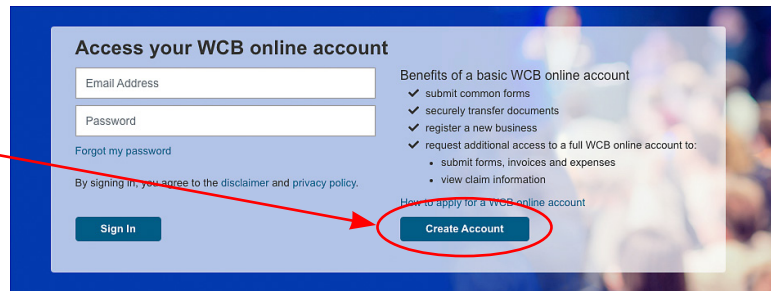 Access your WCB online account
Email Address
Password
Forgot my password
By signing in, you agree to the disclaimer and privacy policy.
Sign In
Benefits of a basic WCB online account
submit common forms
securely transfer documents
register a new business
request additional access to a full WCB online account to:
submit forms, invoices and expenses
view claim information
How to apply for a WCB online account
Create Account